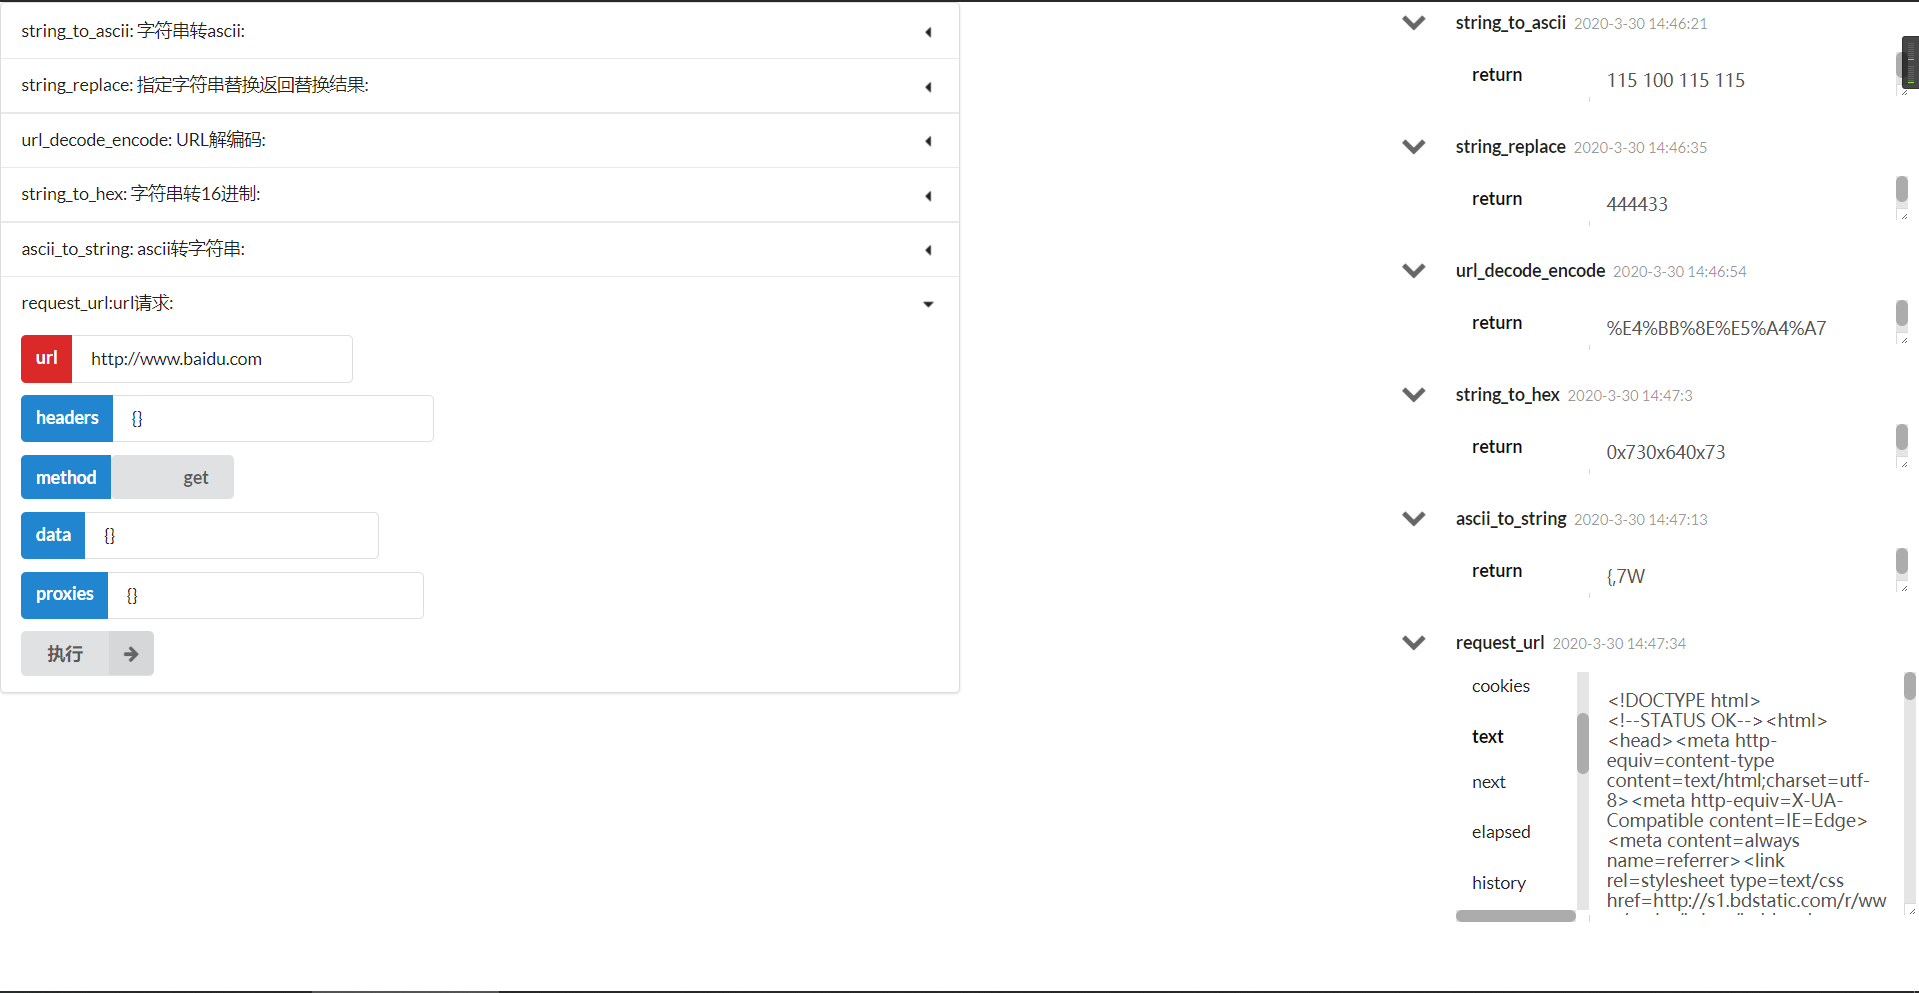 string_to_ascii: 字符串转ascii:
string_replace: 指定字符串替换返回替换结果:
url_decode_encode: URL解编码:
string_to_hex: 字符串转16进制:
ascii_to_string: ascii转字符串:
request_url:url请求:
url http://www.baidu.com
headers {}
method get
data {}
proxies {}
执行
string_to_ascii 2020-3-30 14:46:21
return 115 100 115 115
string_replace 2020-3-30 14:46:35
return 444433
url_decode_encode 2020-3-30 14:46:54
return %E4%BB%8E%E5%A4%A7
string_to_hex 2020-3-30 14:47:3
return 0x730x640x73
ascii_to_string 2020-3-30 14:47:13
return {,7W
request_url 2020-3-30 14:47:34
cookies
text
next
elapsed
history
<!DOCTYPE html>
<!--STATUS OK--><html>
<head><meta http-
equiv=content-type
content=text/html;charset=utf-
8><meta http-equiv=X-UA-
Compatible content=IE=Edge>
<meta content=always
name=referrer><link
rel=stylesheet type=text/css
href=http://s1.bdstatic.com/r/ww